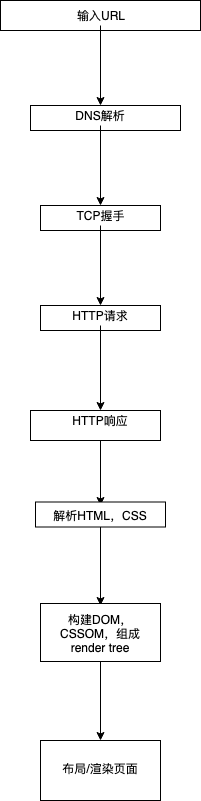 输入URL
DNS解析
TCP握手
HTTP请求
HTTP响应
解析HTML，CSS
构建DOM，
CSSOM，组成
render tree
布局/渲染页面